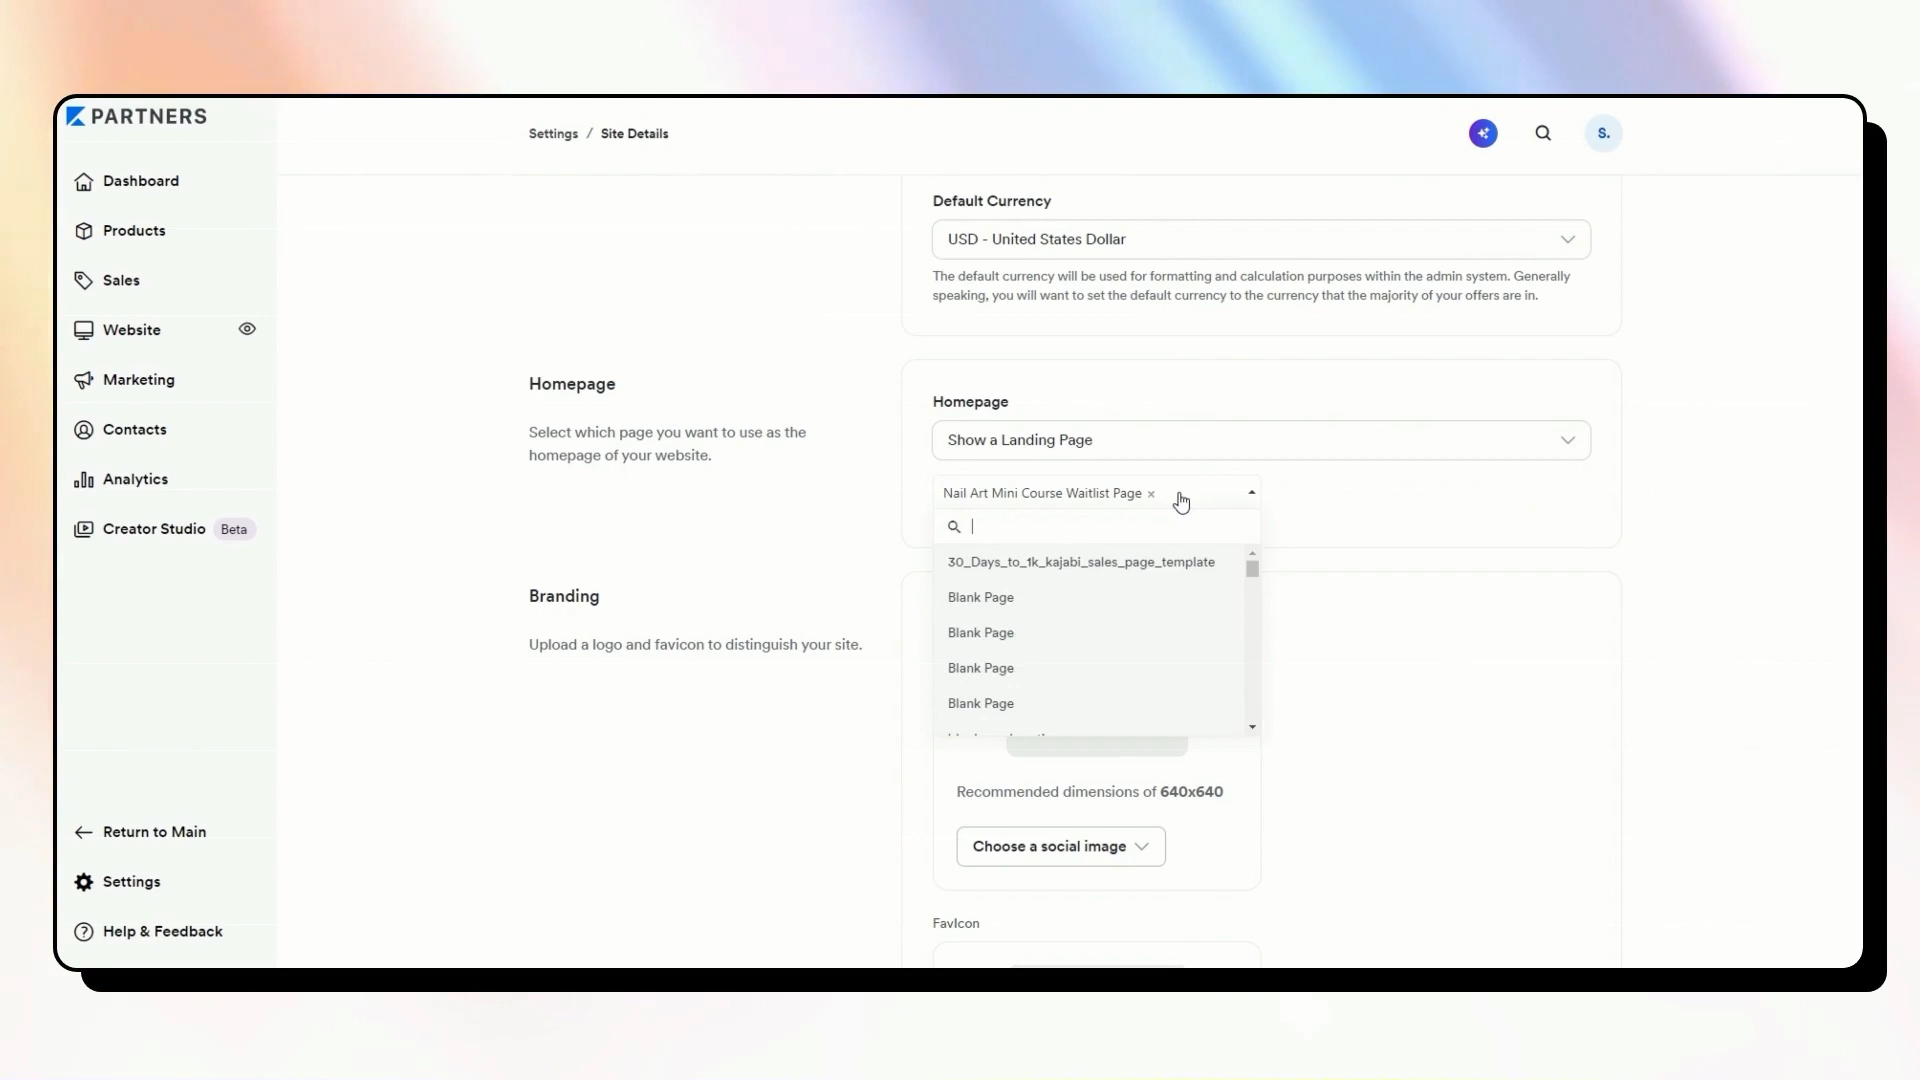 PARTNERS
Settings / Site Details
S.
Dashboard
Products
Sales
Website
Marketing
Contacts
Analytics
Creator Studio Beta
Return to Main
Settings
Help & Feedback
Default Currency
USD - United States Dollar
The default currency will be used for formatting and calculation purposes within the admin system. Generally
speaking, you will want to set the default currency to the currency that the majority of your offers are in.
Homepage
Select which page you want to use as the
homepage of your website.
Homepage
Show a Landing Page
Nail Art Mini Course Waitlist Page ×
30_Days_to_1k_kajabi_sales_page_template
Blank Page
Blank Page
Blank Page
Blank Page
Branding
Upload a logo and favicon to distinguish your site.
Recommended dimensions of 640x640
Choose a social image
FavIcon